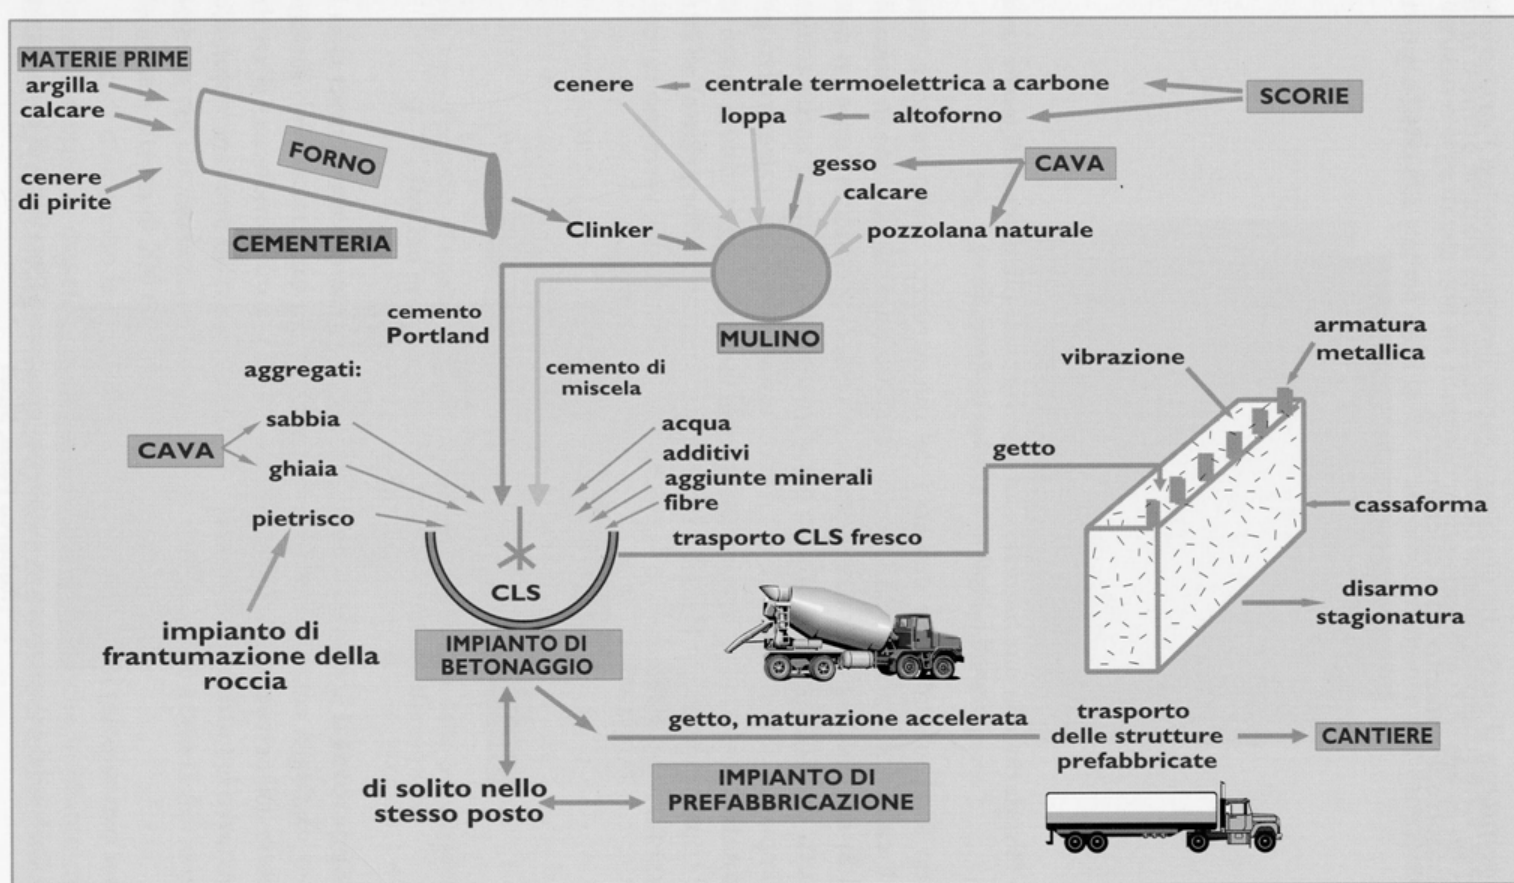 MATERIE PRIME
argilla
calcare
cenere
di pirite
FORNO
CEMENTERIA
Clinker
cenere
centrale termoelettrica a carbone
SCORIE
loppa
altoforno
gesso
CAVA
calcare
pozzolana naturale
MULINO
cemento
Portland
cemento di
miscela
aggregati:
sabbia
CAVA
ghiaia
pietrisco
impianto di
frantumazione della
roccia
acqua
additivi
aggiunte minerali
fibre
CLS
IMPIANTO DI
BETONAGGIO
trasporto CLS fresco
getto
vibrazione
armatura
metallica
cassaforma
disarmo
stagionatura
getto, maturazione accelerata
trasporto
delle strutture
prefabbricate
CANTIERE
di solito nello
stesso posto
IMPIANTO DI
PREFABBRICAZIONE